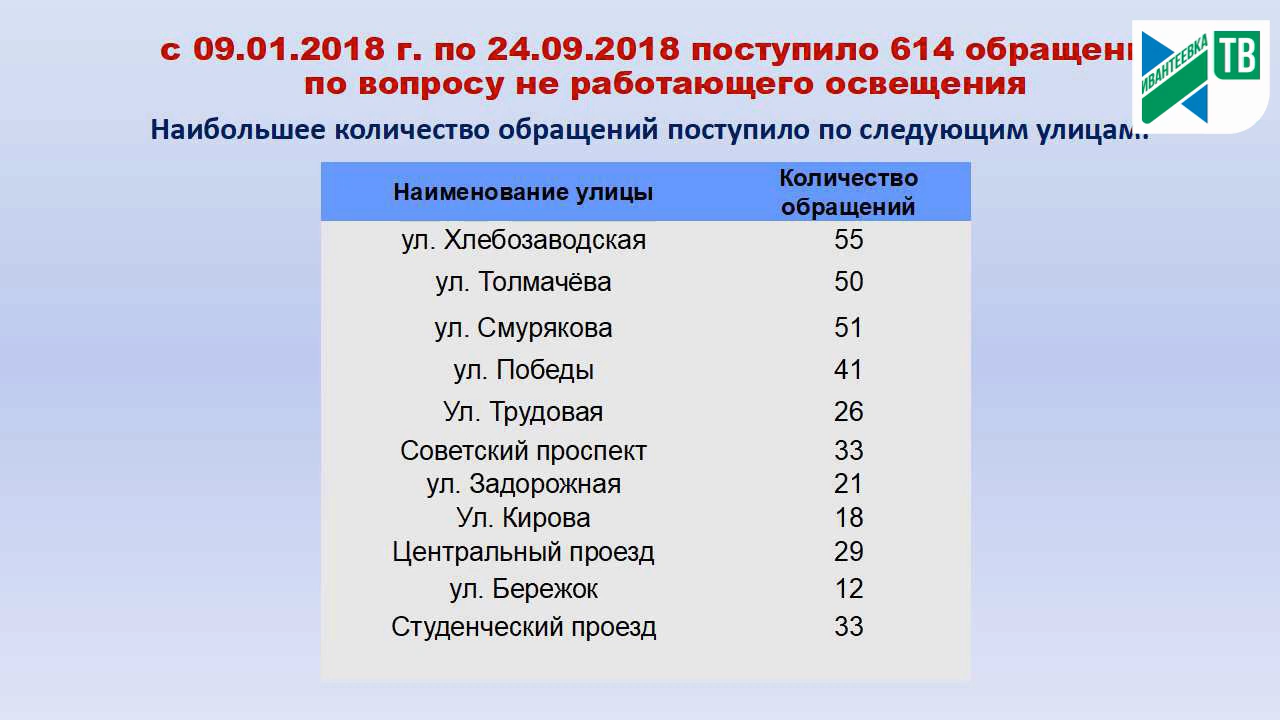 с 09.01.2018 г. по 24.09.2018 поступило 614
по вопросу не работающего освещения
Наибольшее количество обращений поступило по следующим улицам:
ИВАНТЕЕВКА ТВ
Наименование улицы Количество обращений
ул. Хлебозаводская 55
ул. Толмачёва 50
ул. Смурякова 51
ул. Победы 41
Ул. Трудовая 26
Советский проспект 33
ул. Задорожная 21
Ул. Кирова 18
Центральный проезд 29
ул. Бережок 12
Студенческий проезд 33